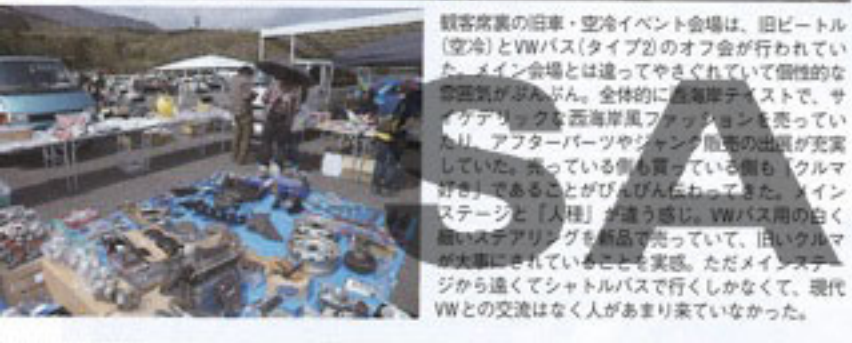 観客席裏の旧車・空冷イベント会場は、旧ビートル
(空冷)とVWバス(タイプ2)のオフ会が行われてい
た。メイン会場とは違ってやさぐれていて個性的な
雰囲気がぷんぷん。全体的に西海岸テイストで、サ
イケデリックな西海岸風ファッションを売ってい
たり、アフターパーツやジャンク販売の出展が充実
していた。売っている側も買っている側も「クルマ
好き」であることがびんびん伝わってきた。メイン
ステージと「人種」が違う感じ。VWバス用の白く
細いステアリングを新品で売っていて、旧いクルマ
が大事にされていることを実感。ただメインステー
ジから遠くてシャトルバスで行くしかなくて、現代
VWとの交流はなく人があまり来ていなかった。
SA